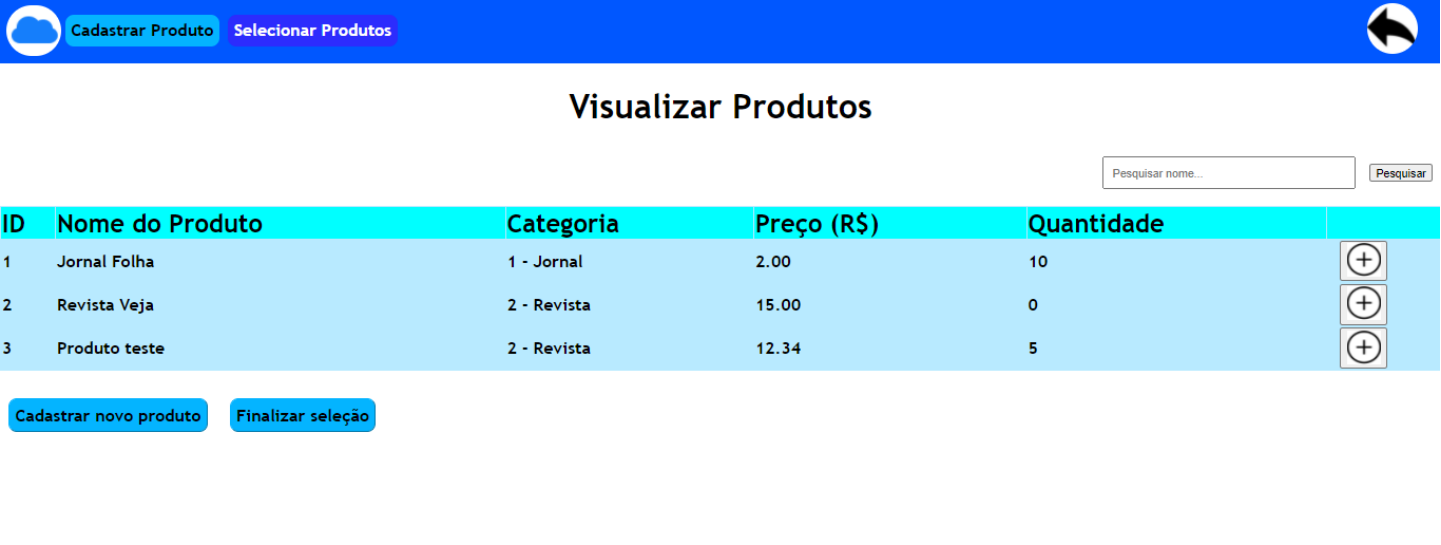 Cadastrar Produto Selecionar Produtos
Visualizar Produtos
Pesquisar nome... Pesquisar
ID Nome do Produto Categoria Preço (R$) Quantidade
1 Jornal Folha 1 - Jornal 2.00 10
2 Revista Veja 2 - Revista 15.00 0
3 Produto teste 2 - Revista 12.34 5
Cadastrar novo produto Finalizar seleção